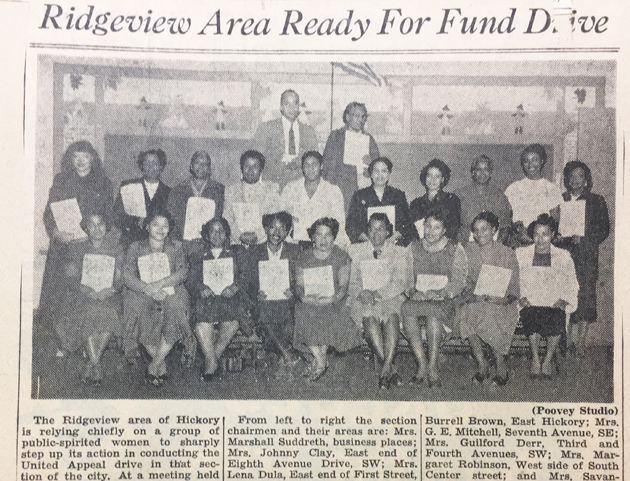 Ridgeview Area Ready For Fund Drive
(Poovey Studio)
The Ridgeview area of Hickory
is relying chiefly on a group of
public-spirited women to sharply
step up its action in conducting the
United Appeal drive in that sec-
tion of the city. At a meeting held
From left to right the section
chairmen and their areas are: Mrs.
Marshall Suddreth, business places;
Mrs. Johnny Clay, East end of
Eighth Avenue Drive, SW; Mrs.
Lena Dula, East end of First Street,
Burrell Brown, East Hickory; Mrs.
G. E. Mitchell, Seventh Avenue, SE;
Mrs. Guilford Derr, Third and
Fourth Avenues, SW; Mrs. Mar-
garet Robinson, West side of South
Center street; and Mrs. Savan-